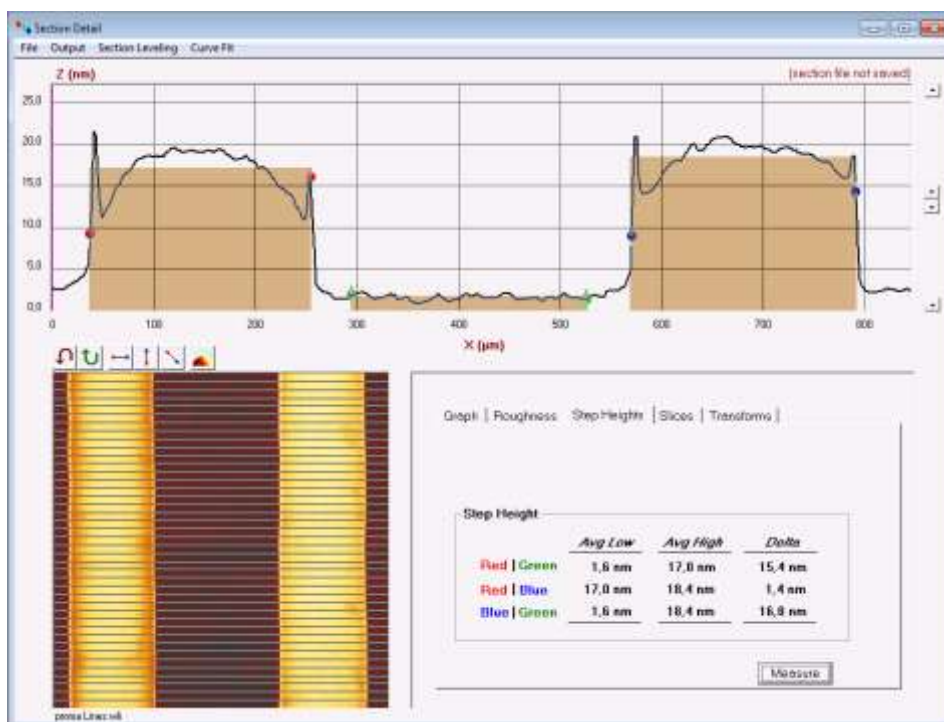 Section Detail
File Output Section Leveling Curve Fit
Z (nm)
(section file not saved)
25,0
20,0
15,0
10,0
5,0
0,0
0 100 200 300 400 500 600 700 800
X (µm)
Graph | Roughness | Step Heights | Slices | Transforms |
Step Height
Avg Low Avg High Delta
Red | Green 1,6 nm 17,0 nm 15,4 nm
Red | Blue 17,0 nm 18,4 nm 1,4 nm
Blue | Green 1,6 nm 18,4 nm 16,8 nm
Measure